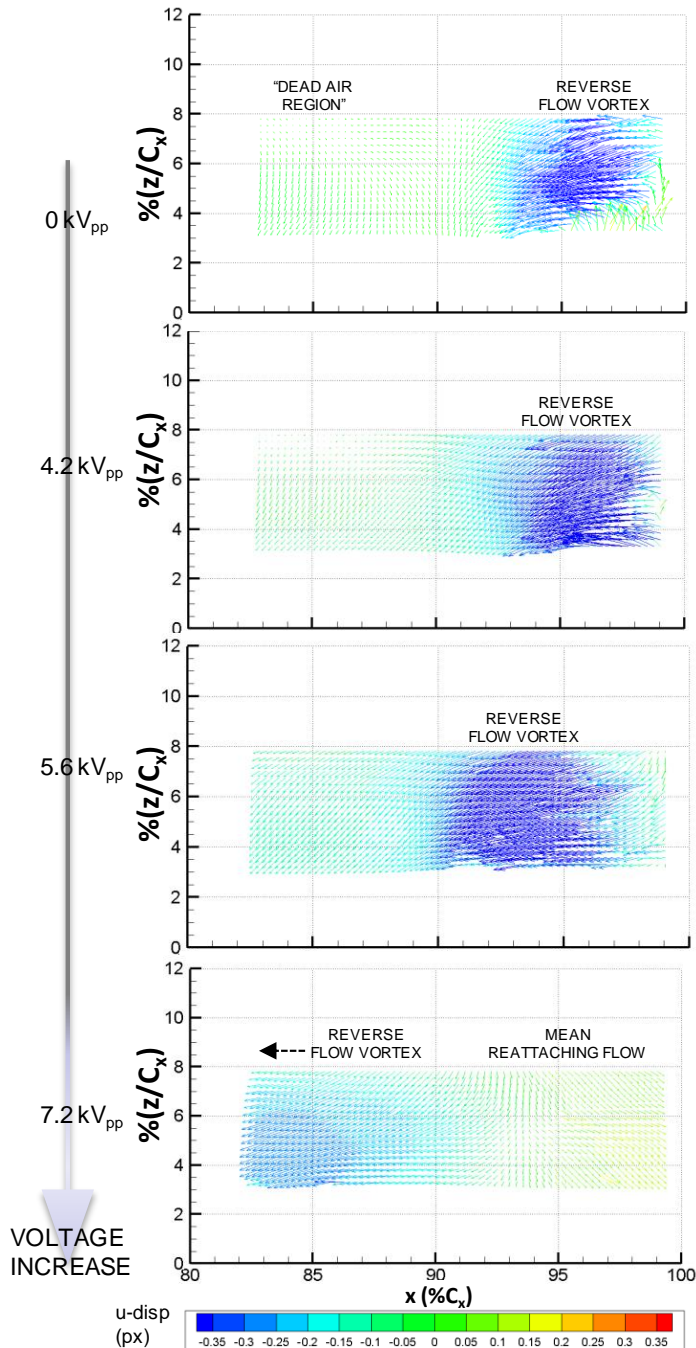 12
10
"DEAD AIR
REGION"
REVERSE
FLOW VORTEX
8
%(z/Cx)
6
0 kVpp
4
2
0
12
10
REVERSE
FLOW VORTEX
8
4.2 kVpp
%(z/Cx)
6
4
2
0
12
10
REVERSE
FLOW VORTEX
8
5.6 kVpp
%(z/Cx)
6
4
2
0
12
10
REVERSE
FLOW VORTEX
MEAN
REATTACHING FLOW
8
7.2 kVpp
%(z/Cx)
6
4
2
0
VOLTAGE
INCREASE
80 85 90 95 100
x (%Cx)
u-disp
(px)
-0.35 -0.3 -0.25 -0.2 -0.15 -0.1 -0.05 0 0.05 0.1 0.15 0.2 0.25 0.3 0.35